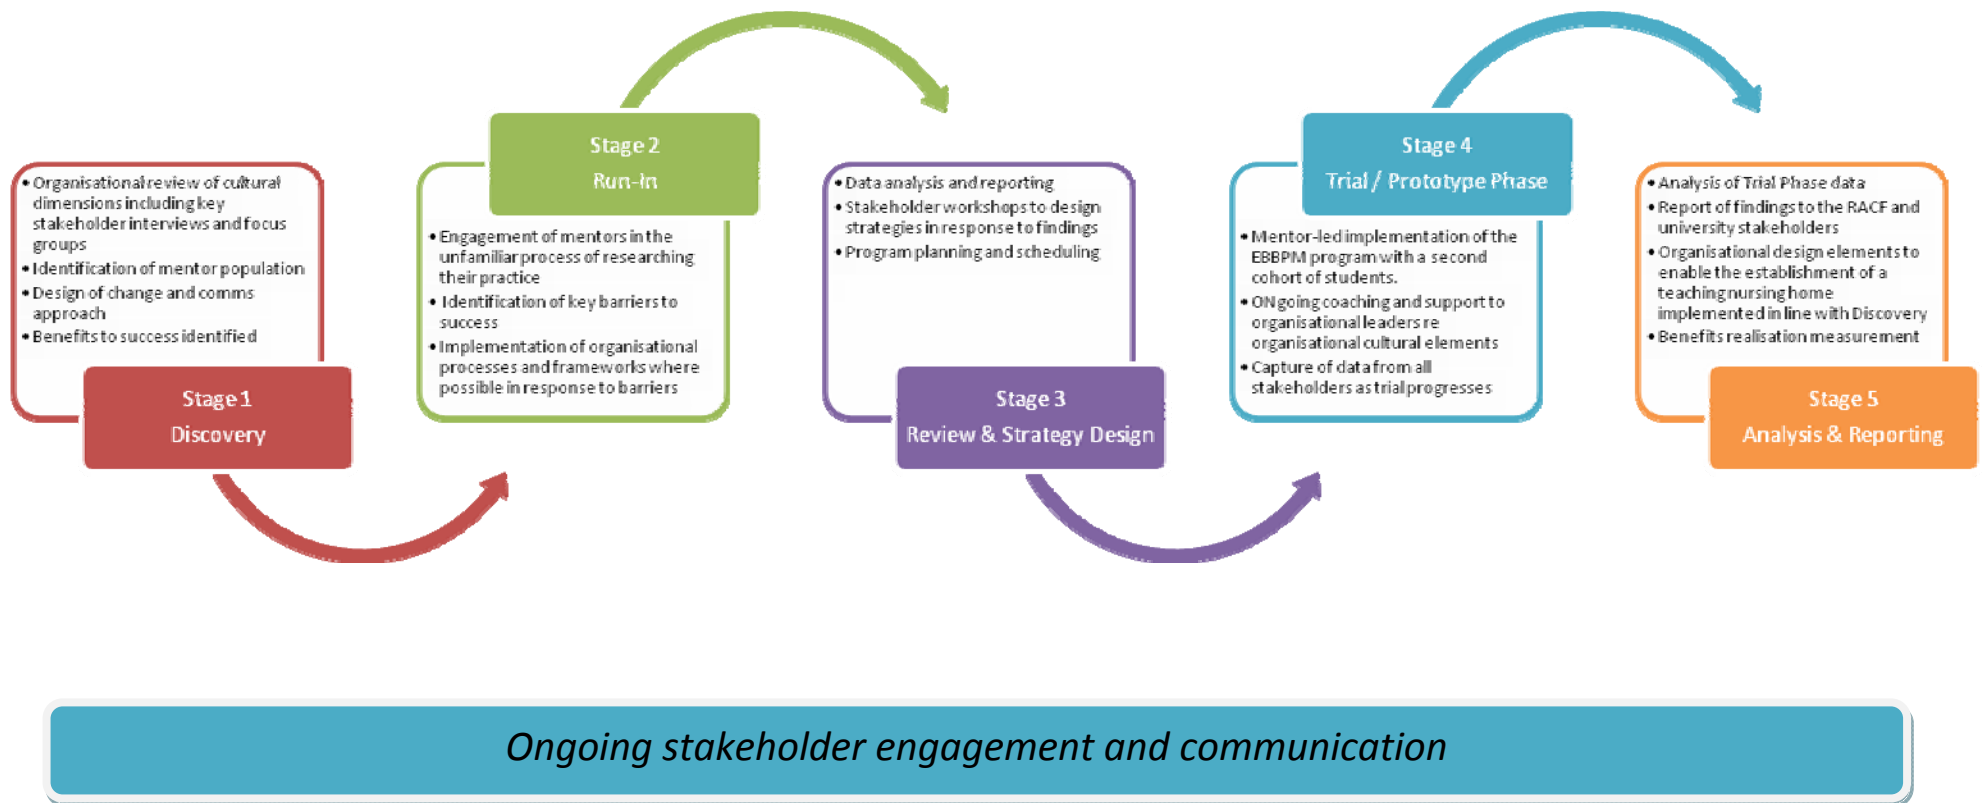 • Organisational review of cultural
dimensions including key
stakeholder interviews and focus
groups
• Identification of mentor population
• Design of change and comms
approach
• Benefits to success identified
Stage 1
Discovery
Stage 2
Run-In
• Engagement of mentors in the
unfamiliar process of researching
their practice
• Identification of key barriers to
success
• Implementation of organisational
processes and frameworks where
possible in response to barriers
• Data analysis and reporting
• Stakeholder workshops to design
strategies in response to findings
• Program planning and scheduling
Stage 3
Review & Strategy Design
Stage 4
Trial / Prototype Phase
• Mentor-led implementation of the
EBBPM program with a second
cohort of students.
• ONgoing coaching and support to
organisational leaders re
organisational cultural elements
• Capture of data from all
stakeholders as trial progresses
• Analysis of Trial Phase data
• Report of findings to the RACF and
university stakeholders
• Organisational design elements to
enable the establishment of a
teaching nursing home
implemented in line with Discovery
• Benefits realisation measurement
Stage 5
Analysis & Reporting
Ongoing stakeholder engagement and communication